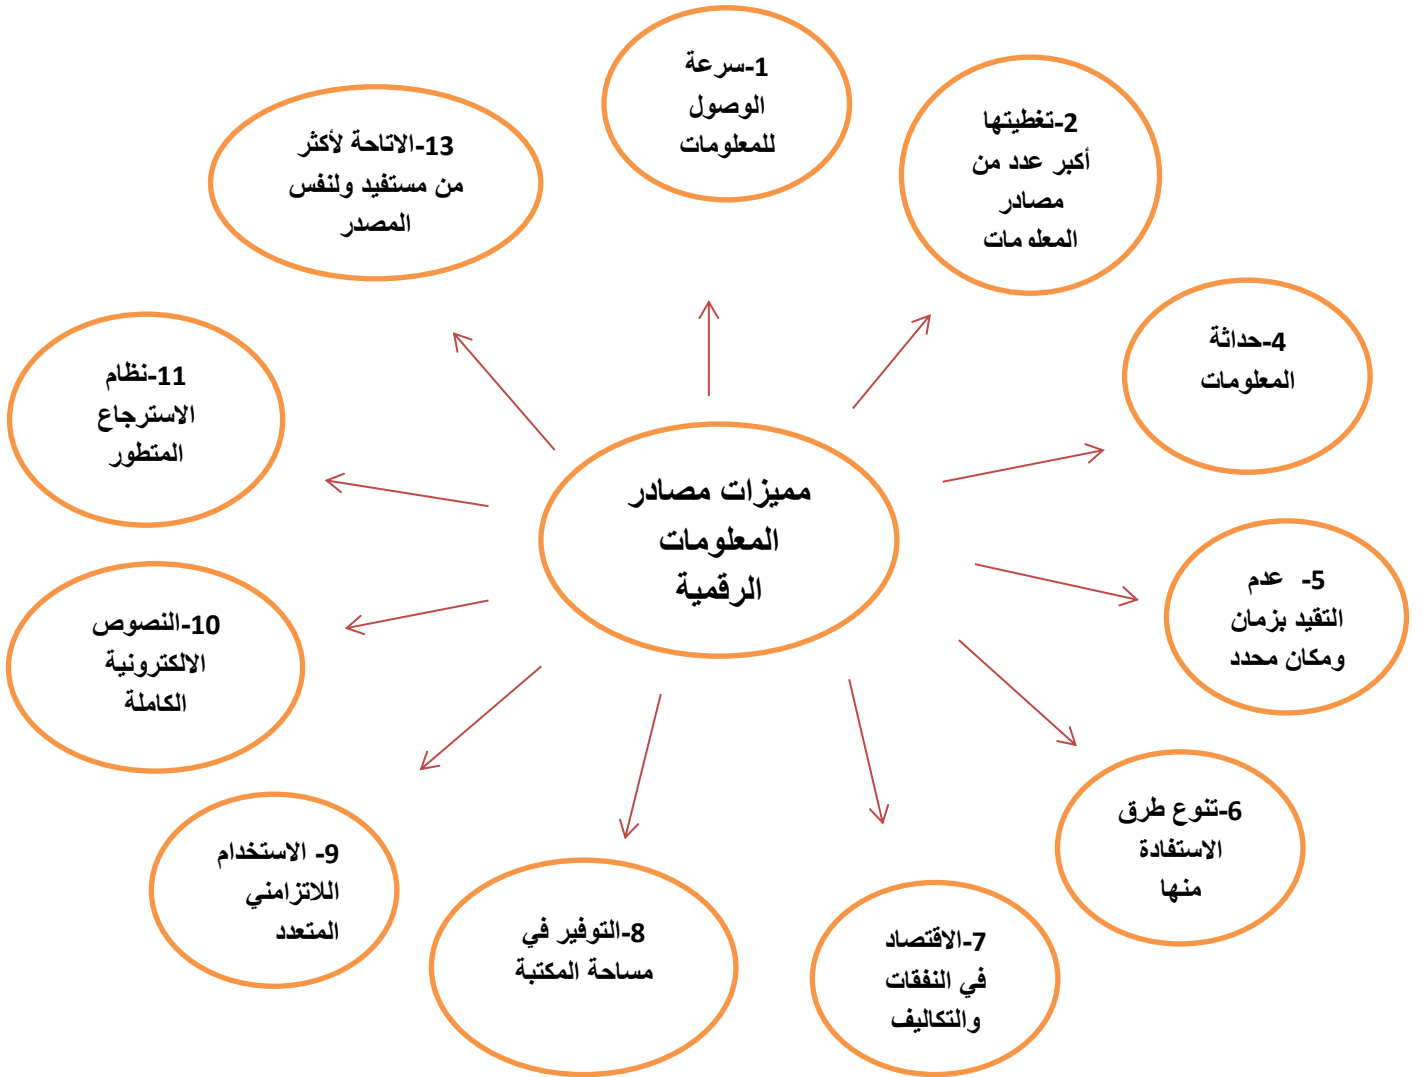 1-سرعة
الوصول
للمعلومات
2-تغطيتها
أكبر عدد من
مصادر
المعلومات
4-حداثة
المعلومات
5- عدم
التقيد بزمان
ومكان محدد
6-تنوع طرق
الاستفادة
منها
7-الاقتصاد
في النفقات
والتكاليف
8-التوفير في
مساحة المكتبة
9- الاستخدام
اللاتزامني
المتعدد
10-النصوص
الالكترونية
الكاملة
11-نظام
الاسترجاع
المتطور
13-الاتاحة لأكثر
من مستفيد ولنفس
المصدر
مميزات مصادر
المعلومات
الرقمية